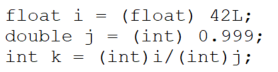 float i = (float) 42L;
double j = (int) 0.999;
int k = (int)i/(int)j;